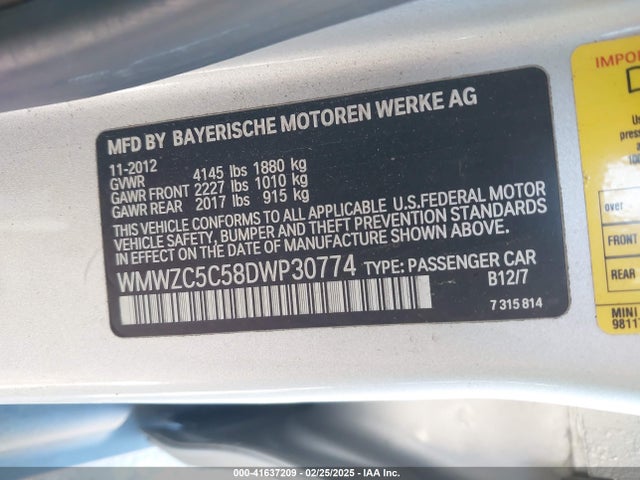 MFD BY BAYERISCHE MOTOREN WERKE AG
11-2012
GVWR 4145 lbs 1880 kg
GAWR FRONT 2227 lbs 1010 kg
GAWR REAR 2017 lbs 915 kg
THIS VEHICLE CONFORMS TO ALL APPLICABLE U.S.FEDERAL MOTOR
VEHICLE SAFETY, BUMPER AND THEFT PREVENTION STANDARDS
IN EFFECT ON THE DATE OF MANUFACTURE SHOWN ABOVE.
WMWZC5C58DWP30774 TYPE: PASSENGER CAR
B12/7
7 315 814
over
FRONT
MINI
000-41637209 - 02/25/2025 - IAA Inc.